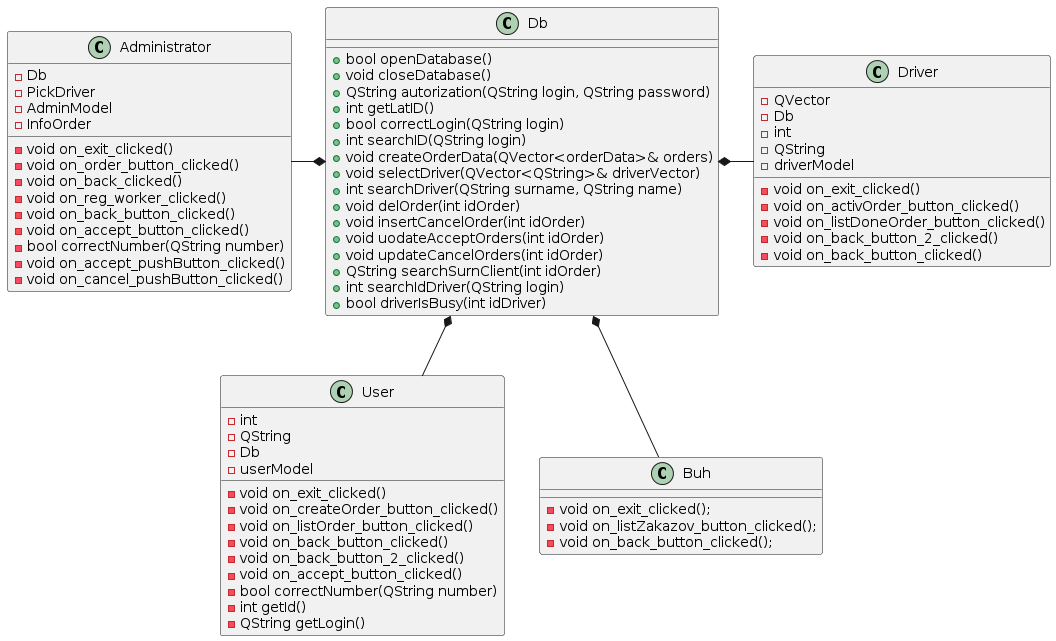 C Administrator
Db
PickDriver
AdminModel
InfoOrder
void on_exit_clicked()
void on_order_button_clicked()
void on_back_clicked()
void on_reg_worker_clicked()
void on_back_button_clicked()
void on_accept_button_clicked()
bool correctNumber(QString number)
void on_accept_pushButton_clicked()
void on_cancel_pushButton_clicked()
C Db
bool openDatabase()
void closeDatabase()
QString autorization(QString login, QString password)
int getLatID()
bool correctLogin(QString login)
int searchID(QString login)
void createOrderData(QVector<orderData>& orders)
void selectDriver(QVector<QString>& driverVector)
int searchDriver(QString surname, QString name)
void delOrder(int idOrder)
void insertCancelOrder(int idOrder)
void uodateAcceptOrders(int idOrder)
void updateCancelOrders(int idOrder)
QString searchSurnClient(int idOrder)
int searchIdDriver(QString login)
bool driverIsBusy(int idDriver)
C Driver
QVector
Db
int
QString
driverModel
void on_exit_clicked()
void on_activOrder_button_clicked()
void on_listDoneOrder_button_clicked()
void on_back_button_2_clicked()
void on_back_button_clicked()
C User
int
QString
Db
userModel
void on_exit_clicked()
void on_createOrder_button_clicked()
void on_listOrder_button_clicked()
void on_back_button_clicked()
void on_back_button_2_clicked()
void on_accept_button_clicked()
bool correctNumber(QString number)
int getId()
QString getLogin()
C Buh
void on_exit_clicked();
void on_listZakazov_button_clicked();
void on_back_button_clicked();